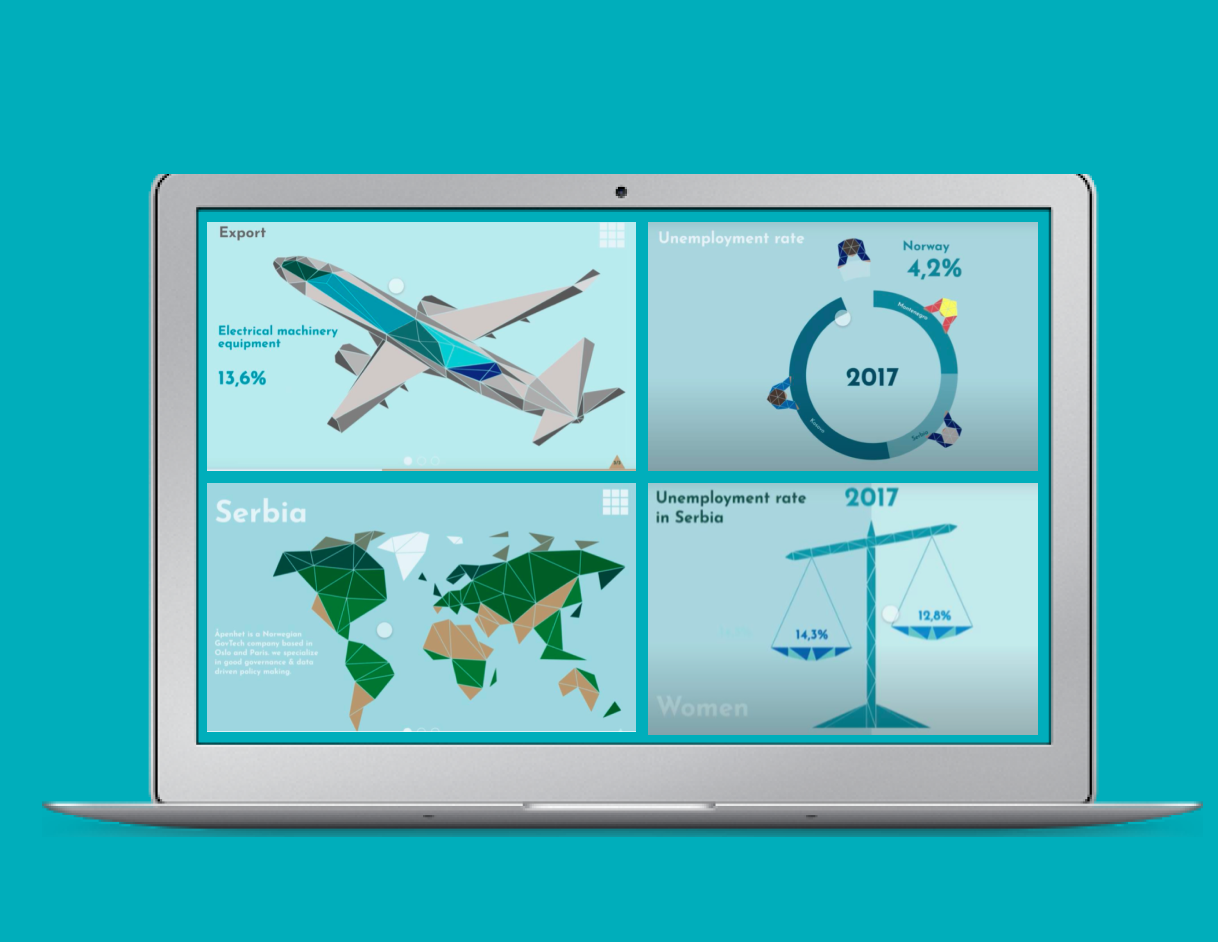 Export
Electrical machinery
equipment
13,6%
Unemployment rate
Norway
4,2%
Montenegro
2017
Kosovo
Serbia
Serbia
Åpenhet is a Norwegian
GovTech company based in
Oslo and Paris, we specialise
in good governance & data
driven policy making
Unemployment rate
in Serbia
2017
14,3%
12,8%
Women